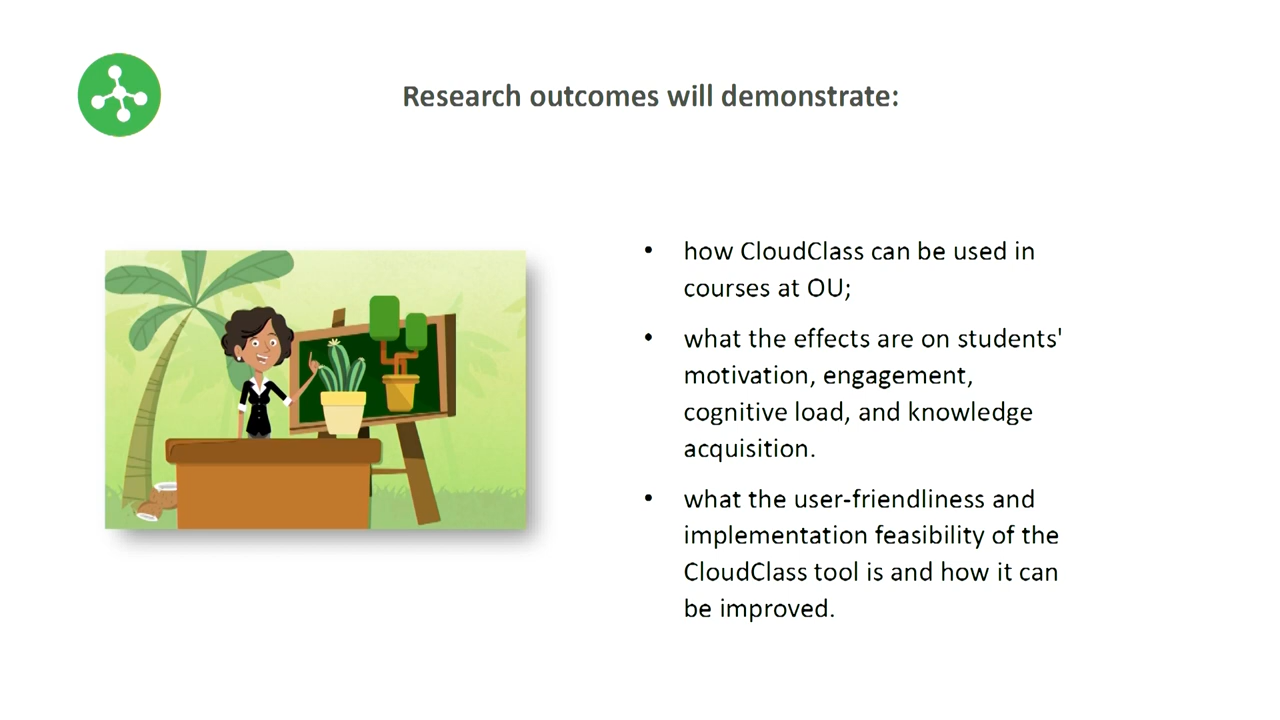 Research outcomes will demonstrate:
• how CloudClass can be used in
courses at OU;
• what the effects are on students'
motivation, engagement,
cognitive load, and knowledge
acquisition.
• what the user-friendliness and
implementation feasibility of the
CloudClass tool is and how it can
be improved.